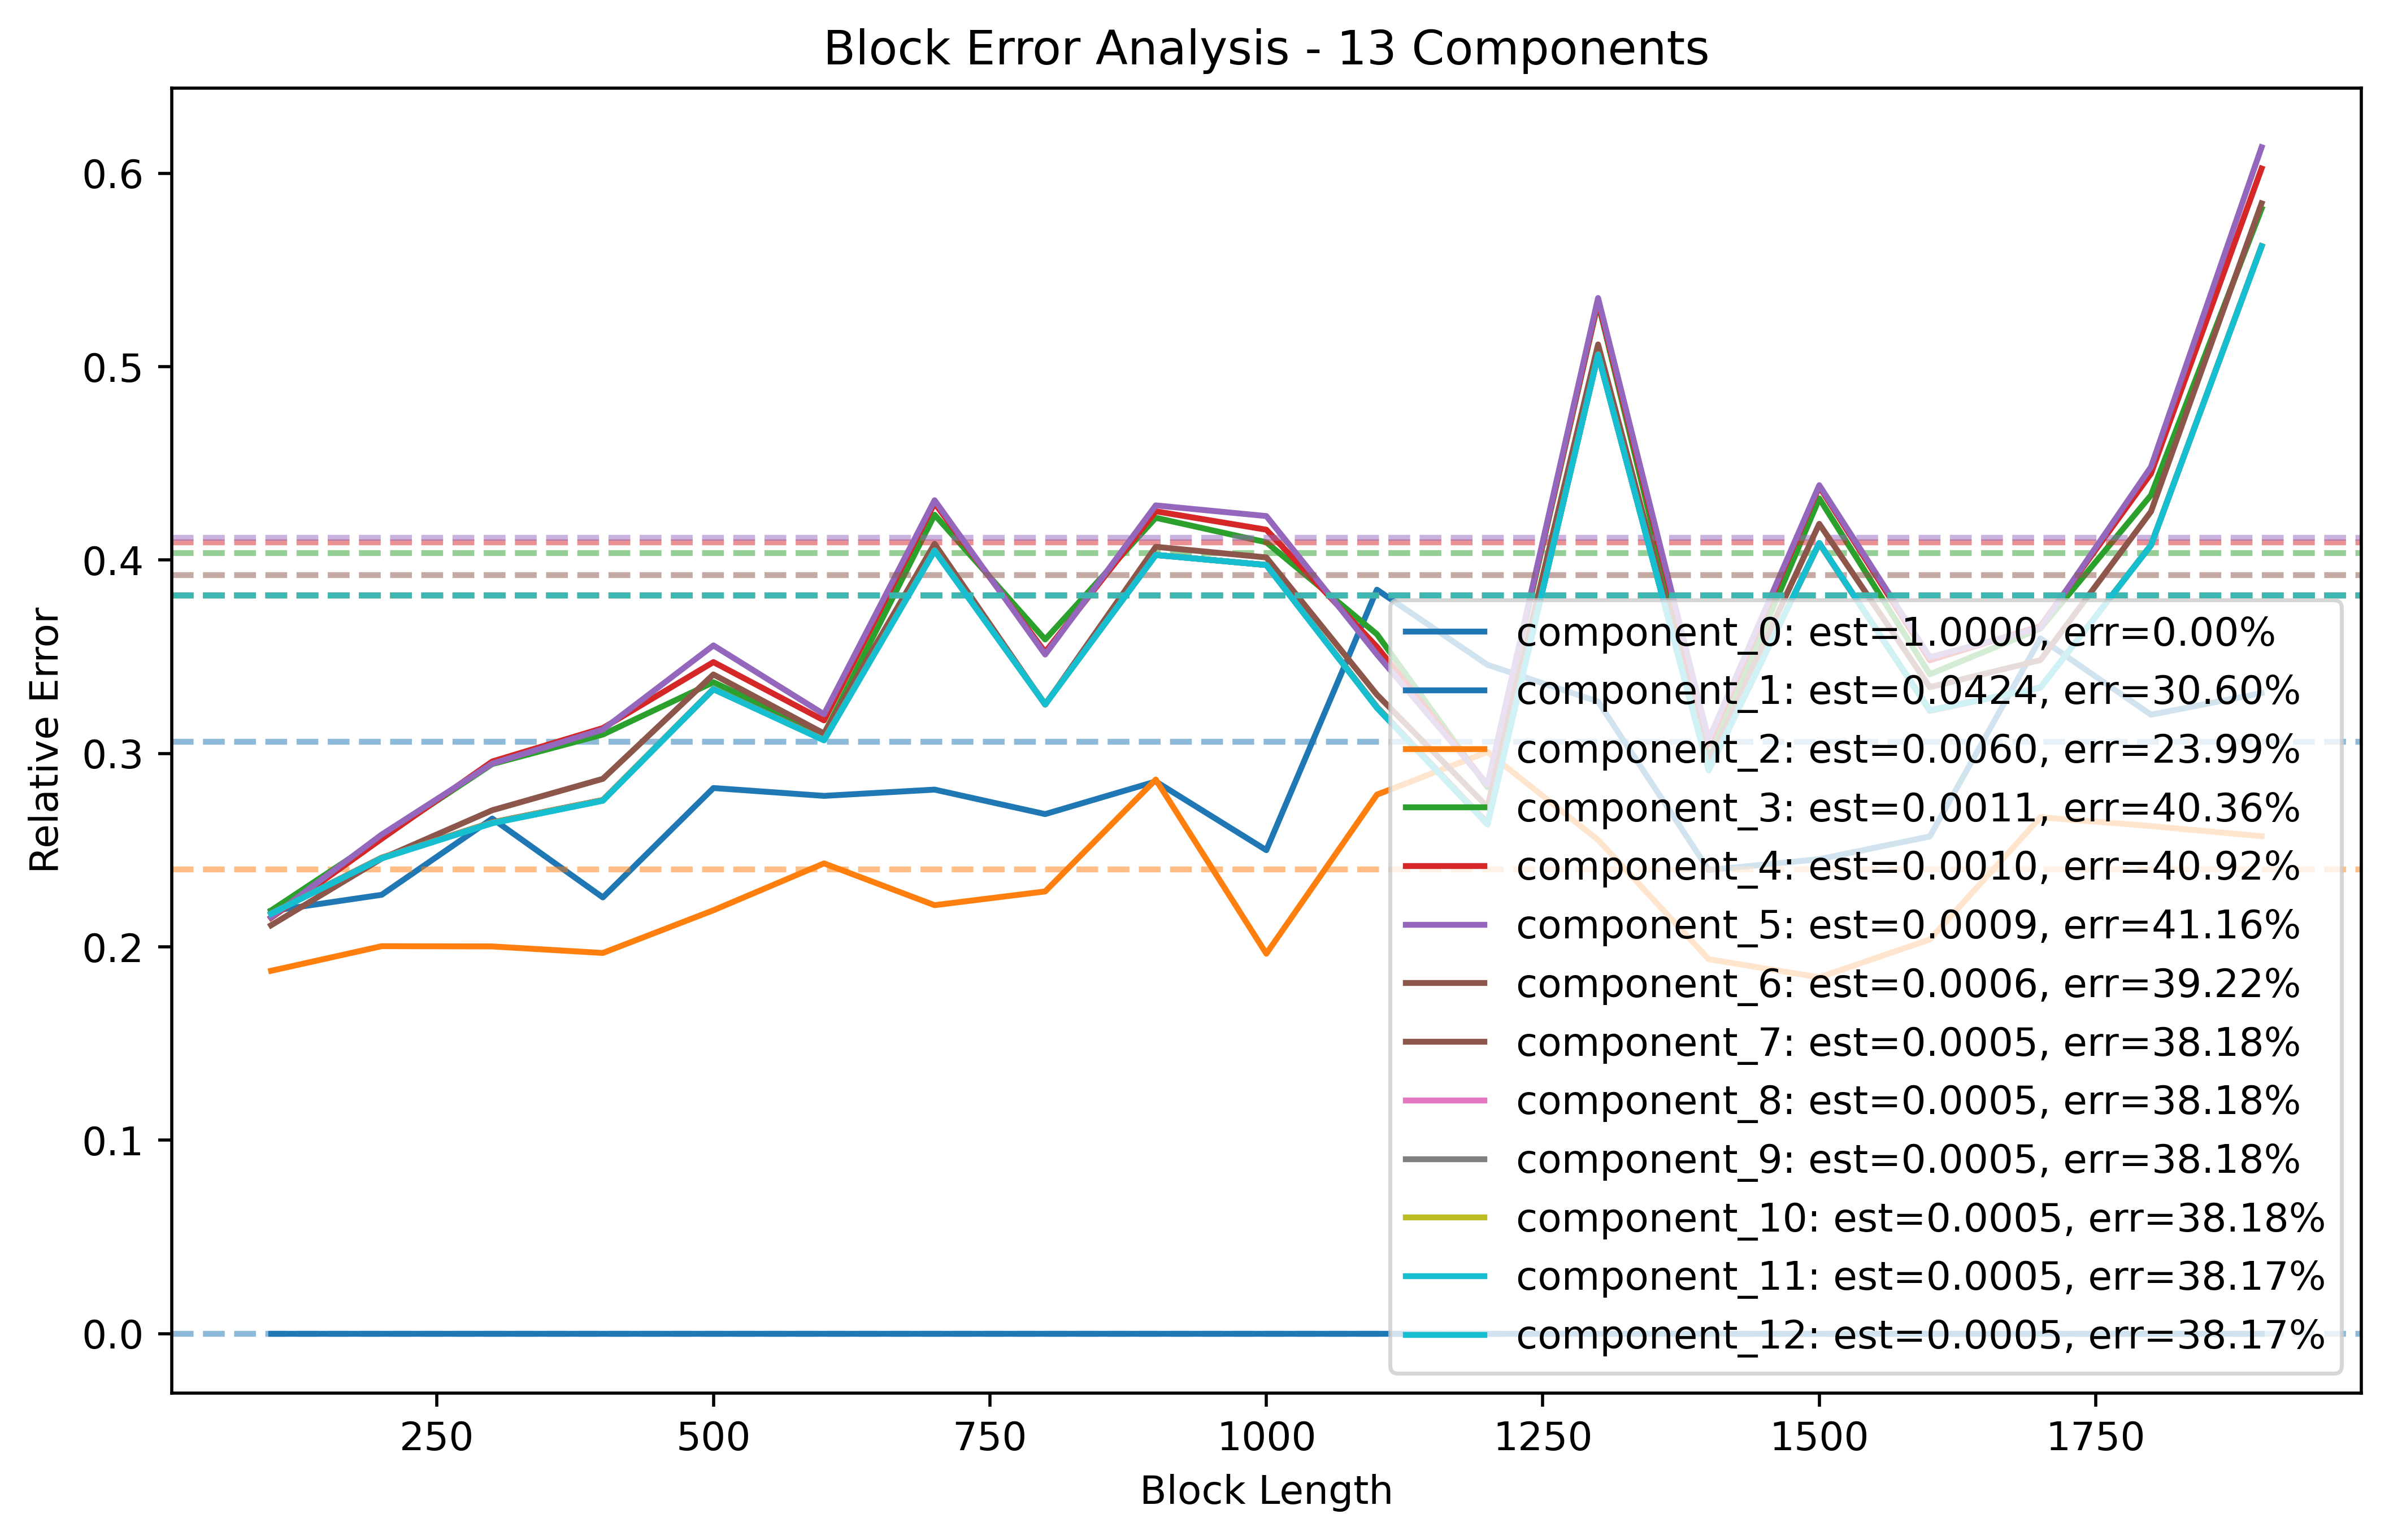 Block Error Analysis - 13 Components
Relative Error
0.6
0.5
0.4
0.3
0.2
0.1
0.0
component_0: est=1.0000, err=0.00%
component_1: est=0.0424, err=30.60%
component_2: est=0.0060, err=23.99%
component_3: est=0.0011, err=40.36%
component_4: est=0.0010, err=40.92%
component_5: est=0.0009, err=41.16%
component_6: est=0.0006, err=39.22%
component_7: est=0.0005, err=38.18%
component_8: est=0.0005, err=38.18%
component_9: est=0.0005, err=38.18%
component_10: est=0.0005, err=38.18%
component_11: est=0.0005, err=38.17%
component_12: est=0.0005, err=38.17%
250 500 750 1000 1250 1500 1750
Block Length